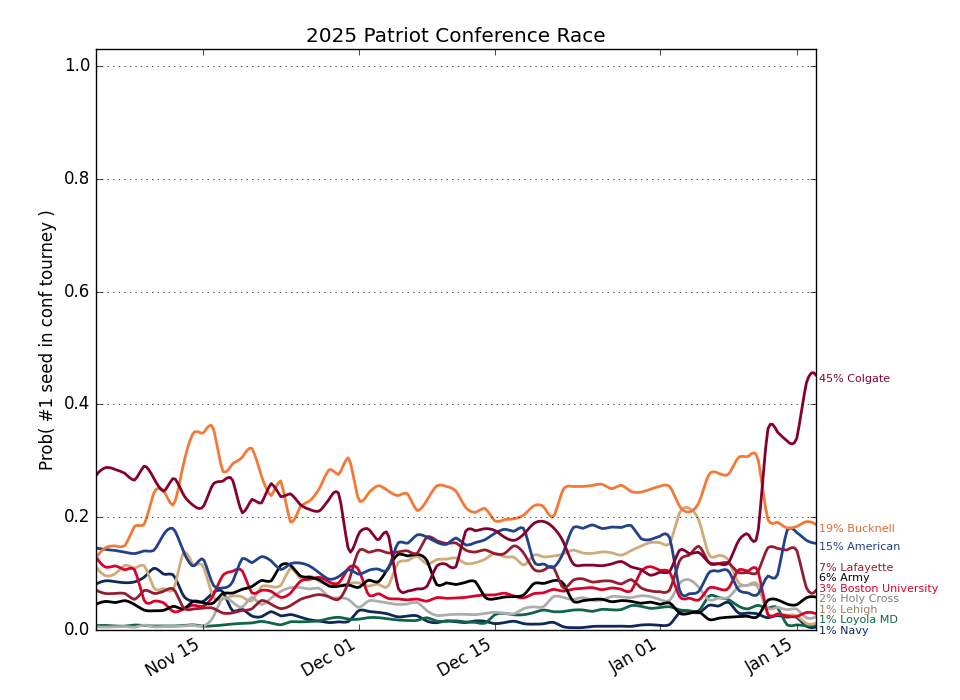 2025 Patriot Conference Race
Prob( #1 seed in conf tourney )
1.0
0.8
0.6
0.4
0.2
0.0
Nov 15
Dec 01
Dec 15
Jan 01
Jan 15
45% Colgate
19% Bucknell
15% American
7% Lafayette
6% Army
3% Boston University
2% Holy Cross
1% Lehigh
1% Loyola MD
1% Navy